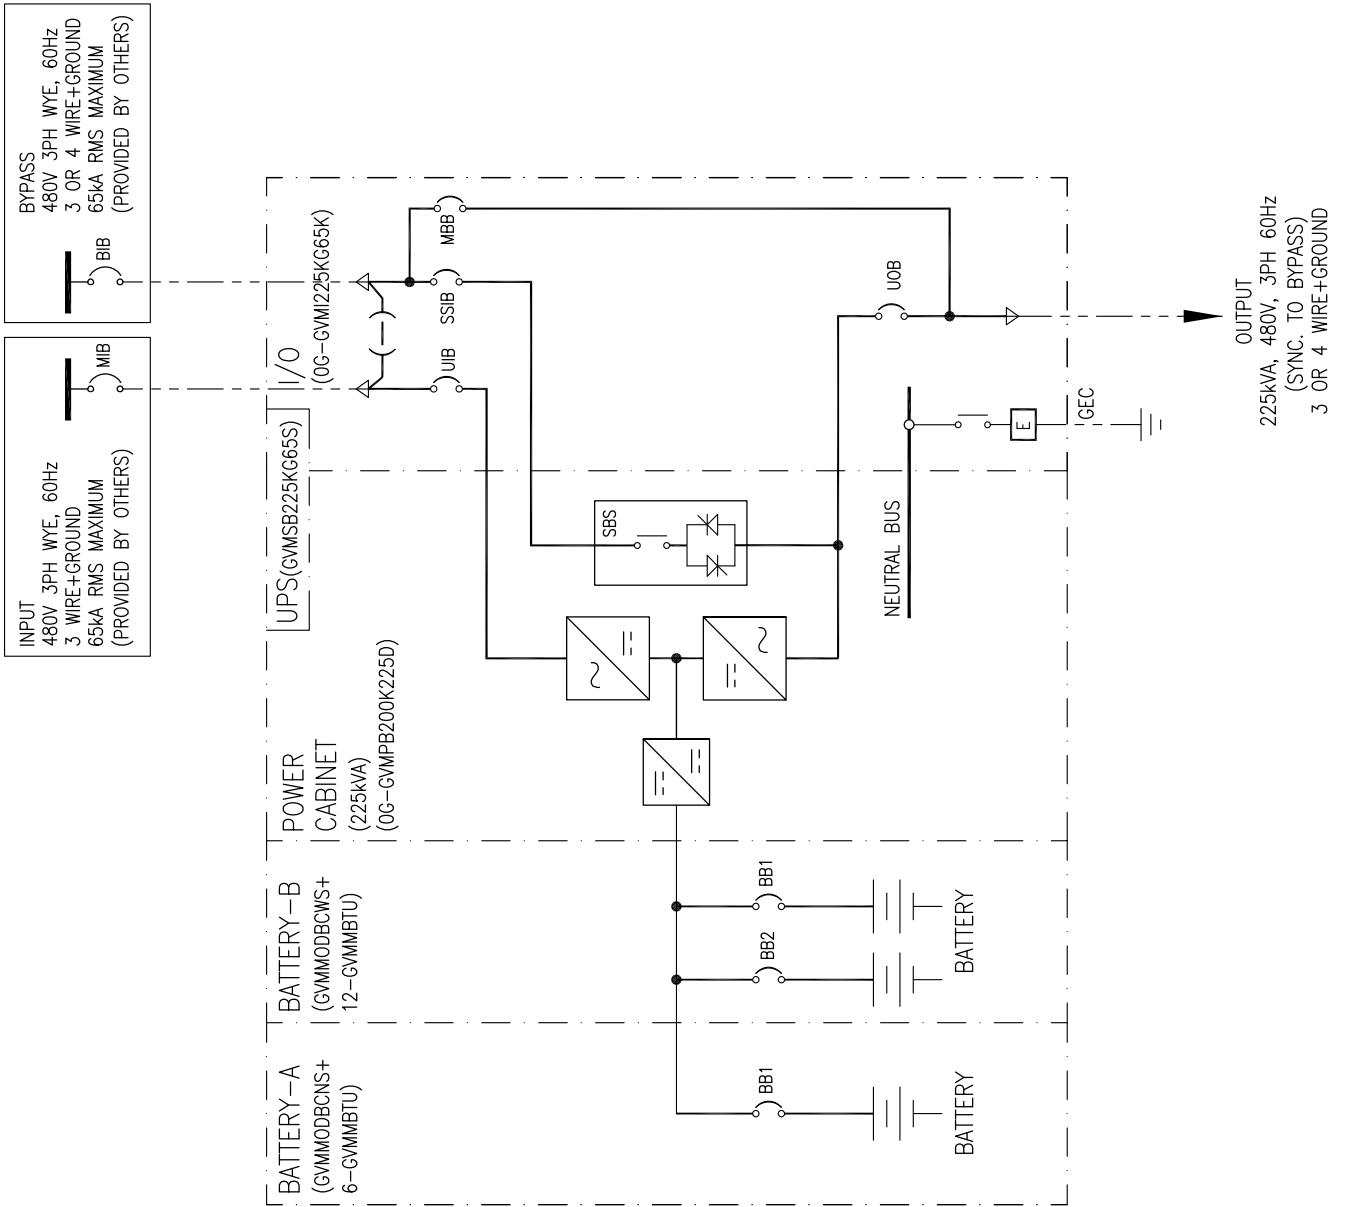 INPUT
480V 3PH WYE, 60Hz
3 WIRE+GROUND
65kA RMS MAXIMUM
(PROVIDED BY OTHERS)
MIB
BYPASS
480V 3PH WYE, 60Hz
3 OR 4 WIRE+GROUND
65kA RMS MAXIMUM
(PROVIDED BY OTHERS)
BIB
BATTERY-A
(GVMMODBCNS+
6-GVMMBTU)
BATTERY-B
(GVMMODBCWS+
12-GVMMBTU)
POWER
CABINET
(225kVA)
(0G-GVMPB200K225D)
UPS(GVMSB225KG65S)
I/O
(0G-GVMI225KG65K)
UIB
SSIB
MBB
SBS
BB1
BATTERY
BB2
BB1
BATTERY
NEUTRAL BUS
UOB
E
GEC
OUTPUT
225kVA, 480V, 3PH 60Hz
(SYNC. TO BYPASS)
3 OR 4 WIRE+GROUND